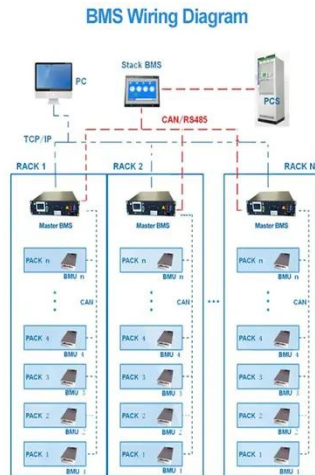 BMS Wiring Diagram
Stack BMS
PC
PCS
CAN/RS485
TCP/IP
RACK 1
RACK 2
RACK N
Master BMS
Master BMS
Master BMS
PACK n
PACK n
PACK n
BMU n
BMU n
BMU n
CAN
CAN
CAN
PACK 4
PACK 4
PACK 4
BMU 4
BMU 4
BMU 4
PACK 3
PACK 3
PACK 3
BMU 3
BMU 3
BMU 3
PACK 2
PACK 2
PACK 2
BMU 2
BMU 2
BMU 2
PACK 1
PACK 1
PACK 1
BMU 1
BMU 1
BMU 1